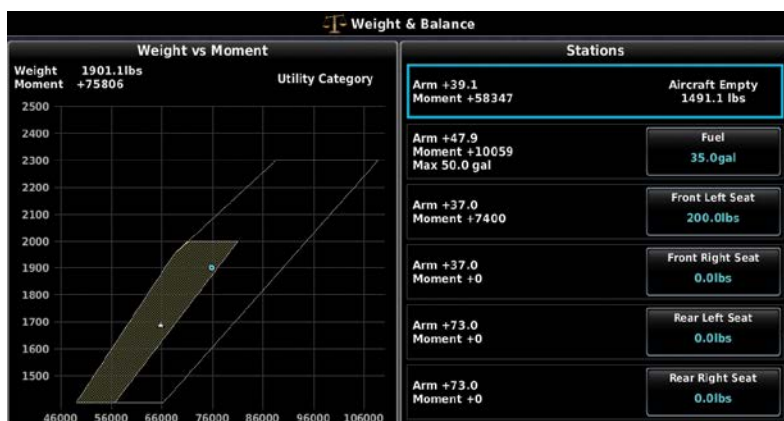 Weight & Balance
Weight vs Moment
Weight 1901.1lbs
Moment +75806
Utility Category
2500
2400
2300
2200
2100
2000
1900
1800
1700
1600
1500
46000 56000 66000 76000 86000 96000 106000
Stations
Arm +39.1
Moment +58347
Aircraft Empty
1491.1 lbs
Arm +47.9
Moment +10059
Max 50.0 gal
Fuel
35.0gal
Arm +37.0
Moment +7400
Front Left Seat
200.0lbs
Arm +37.0
Moment +0
Front Right Seat
0.0lbs
Arm +73.0
Moment +0
Rear Left Seat
0.0lbs
Arm +73.0
Moment +0
Rear Right Seat
0.0lbs